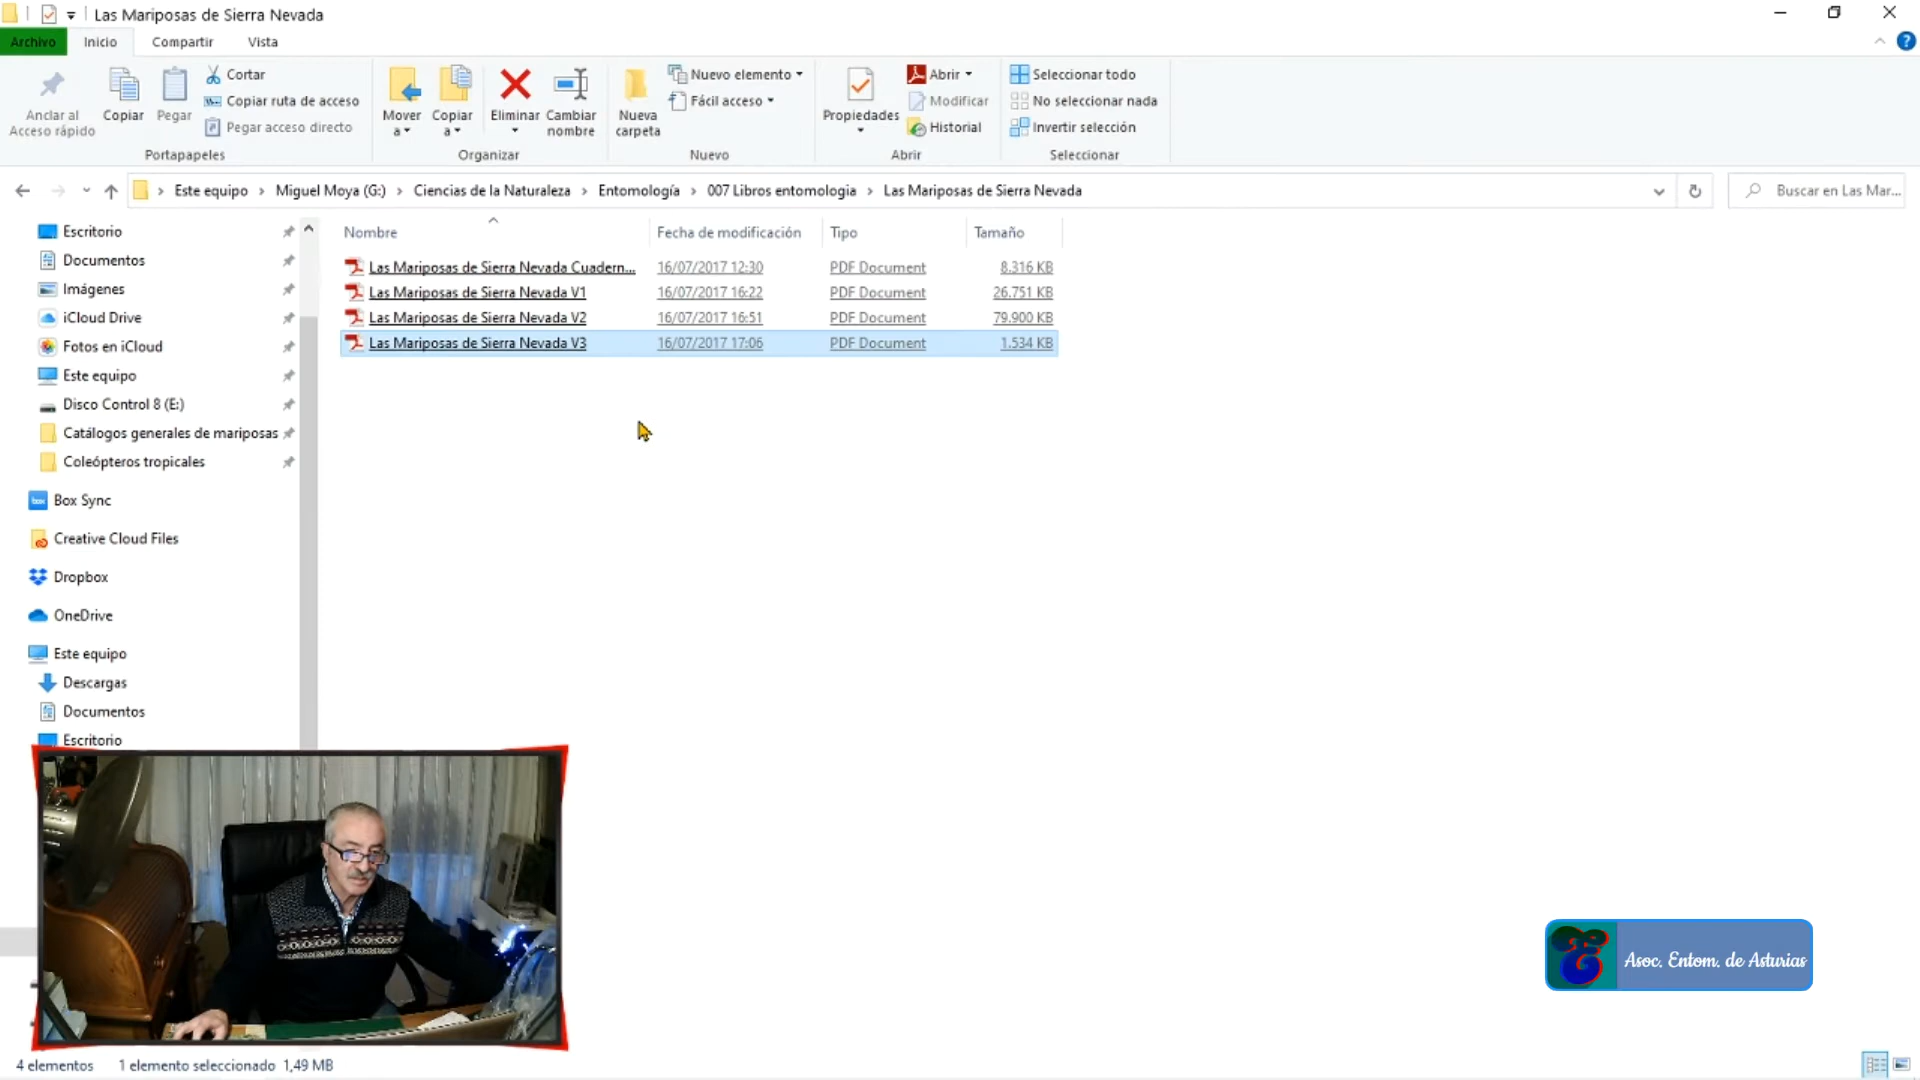 Las Mariposas de Sierra Nevada
Archivo Inicio Compartir Vista
Anclar al Acceso rápido
Copiar
Pegar
Cortar
Copiar ruta de acceso
Pegar acceso directo
Portapapeles
Mover a
Copiar a
Eliminar
Cambiar nombre
Organizar
Nueva carpeta
Nuevo elemento
Fácil acceso
Nuevo
Propiedades
Abrir
Modificar
Historial
Abrir
Seleccionar todo
No seleccionar nada
Invertir selección
Seleccionar
Este equipo > Miguel Moya (G:) > Ciencias de la Naturaleza > Entomología > 007 Libros entomologia > Las Mariposas de Sierra Nevada
Buscar en Las Mar...
Escritorio
Documentos
Imágenes
iCloud Drive
Fotos en iCloud
Este equipo
Disco Control 8 (E:)
Catálogos generales de mariposas
Coleópteros tropicales
Box Sync
Creative Cloud Files
Dropbox
OneDrive
Este equipo
Descargas
Documentos
Escritorio
Nombre Fecha de modificación Tipo Tamaño
Las Mariposas de Sierra Nevada Cuadern... 16/07/2017 12:30 PDF Document 8.316 KB
Las Mariposas de Sierra Nevada V1 16/07/2017 16:22 PDF Document 26.751 KB
Las Mariposas de Sierra Nevada V2 16/07/2017 16:51 PDF Document 79.900 KB
Las Mariposas de Sierra Nevada V3 16/07/2017 17:06 PDF Document 1.534 KB
Asoc. Entom. de Asturias
4 elementos 1 elemento seleccionado 1,49 MB